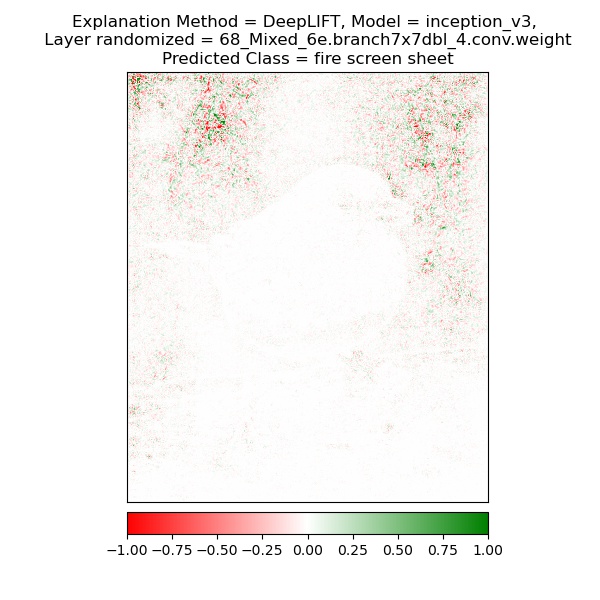 Explanation Method = DeepLIFT, Model = inception_v3,
Layer randomized = 68_Mixed_6e.branch7x7dbl_4.conv.weight
Predicted Class = fire screen sheet
−1.00 −0.75 −0.50 −0.25 0.00 0.25 0.50 0.75 1.00